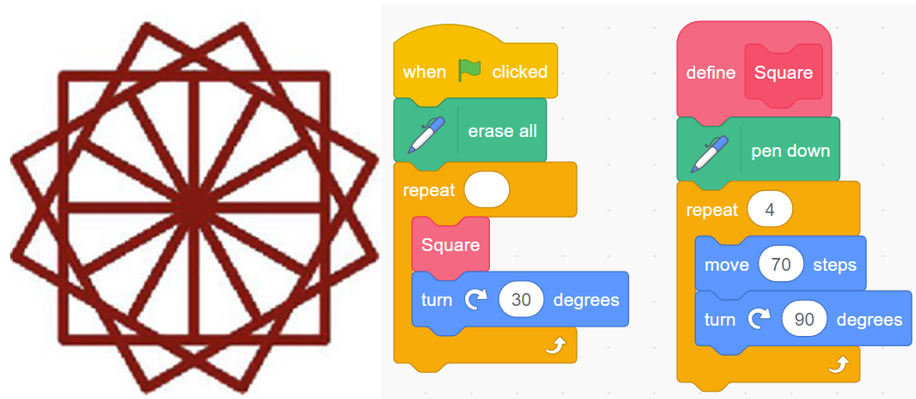 when clicked
erase all
repeat
Square
turn 30 degrees
define Square
pen down
repeat 4
move 70 steps
turn 90 degrees